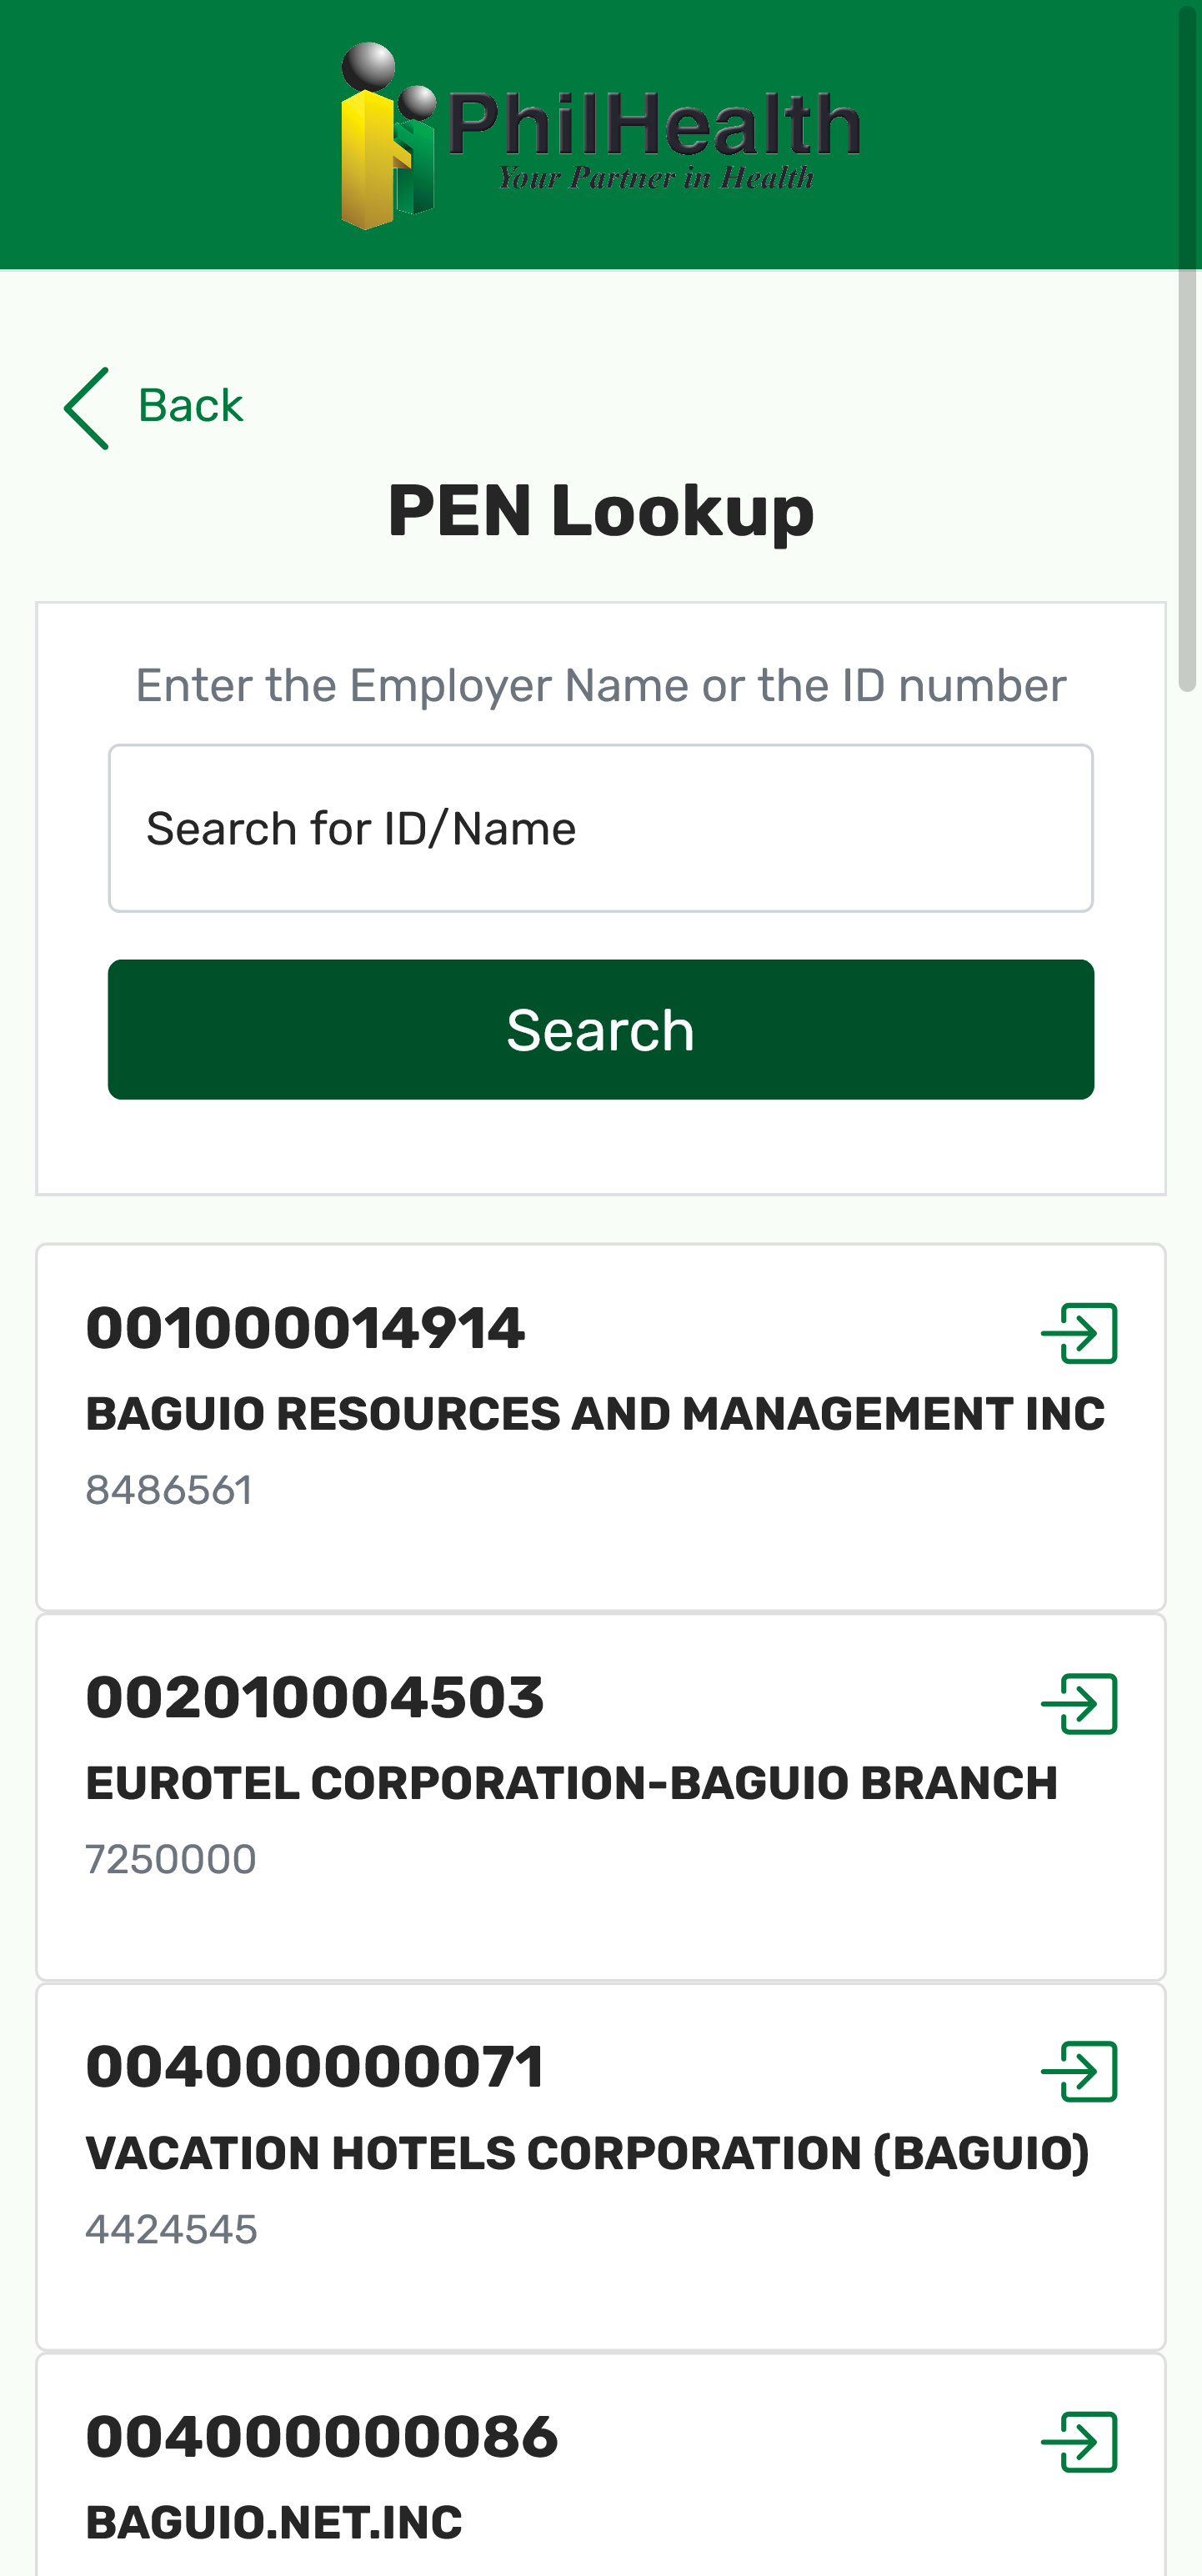 PhilHealth
Your Partner in Health
Back
PEN Lookup
Enter the Employer Name or the ID number
Search for ID/Name
Search
001000014914
BAGUIO RESOURCES AND MANAGEMENT INC
8486561
002010004503
EUROTEL CORPORATION-BAGUIO BRANCH
7250000
004000000071
VACATION HOTELS CORPORATION (BAGUIO)
4424545
004000000086
BAGUIO.NET.INC